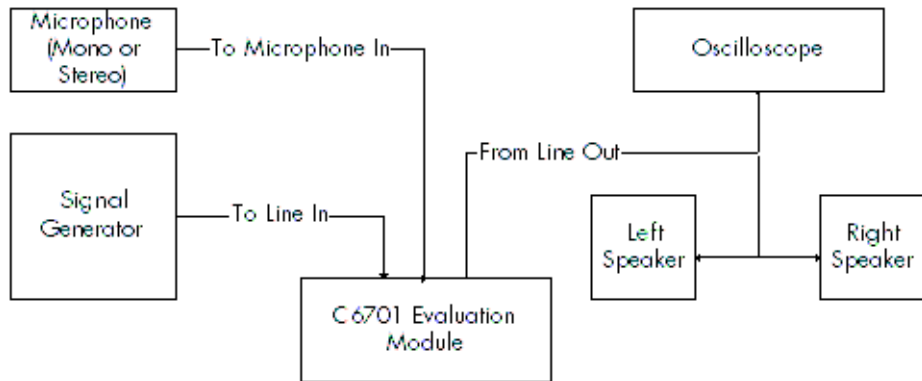 Microphone
(Mono or
Stereo)
To Microphone In
Oscilloscope
From Line Out
Signal
Generator
To Line In
Left
Speaker
Right
Speaker
C6701 Evaluation
Module